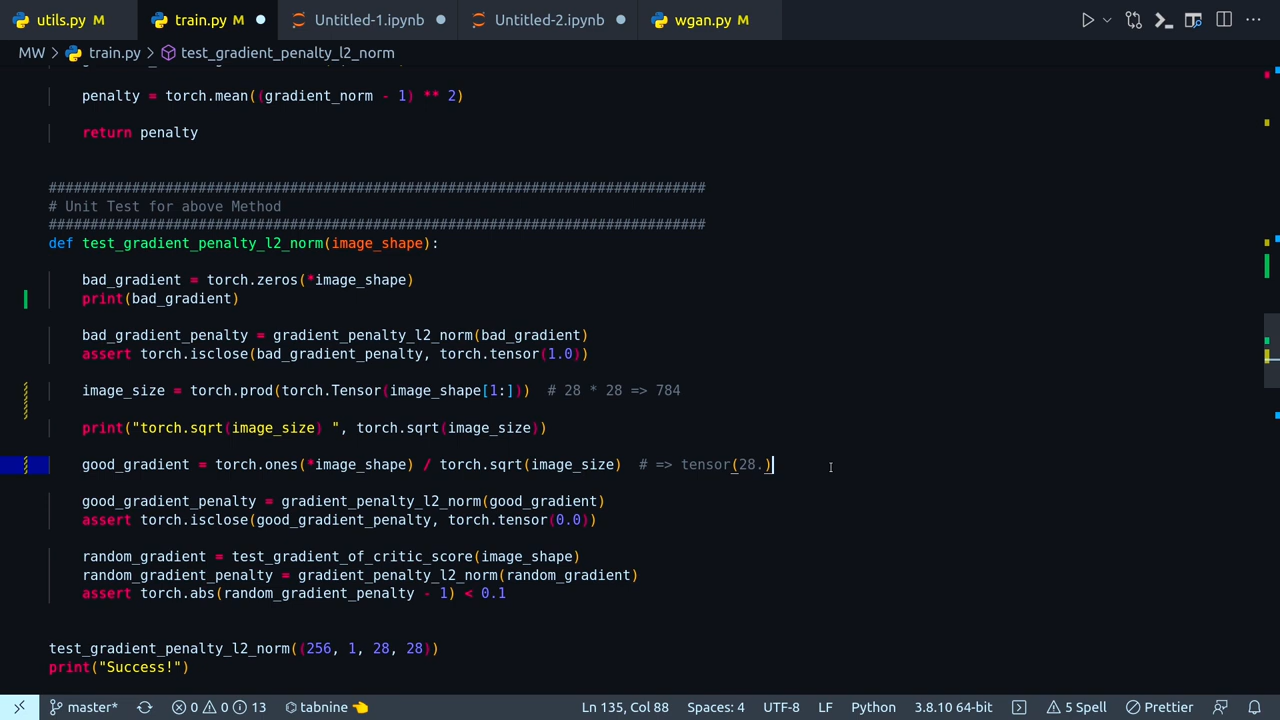 utils.py M train.py M Untitled-1.ipynb Untitled-2.ipynb wgan.py M
MW > train.py > test_gradient_penalty_l2_norm
penalty = torch.mean((gradient_norm - 1) ** 2)
return penalty
################################################################################
# Unit Test for above Method
################################################################################
def test_gradient_penalty_l2_norm(image_shape):
bad_gradient = torch.zeros(*image_shape)
print(bad_gradient)
bad_gradient_penalty = gradient_penalty_l2_norm(bad_gradient)
assert torch.isclose(bad_gradient_penalty, torch.tensor(1.0))
image_size = torch.prod(torch.Tensor(image_shape[1:])) # 28 * 28 => 784
print("torch.sqrt(image_size) ", torch.sqrt(image_size))
good_gradient = torch.ones(*image_shape) / torch.sqrt(image_size) # => tensor(28.)
good_gradient_penalty = gradient_penalty_l2_norm(good_gradient)
assert torch.isclose(good_gradient_penalty, torch.tensor(0.0))
random_gradient = test_gradient_of_critic_score(image_shape)
random_gradient_penalty = gradient_penalty_l2_norm(random_gradient)
assert torch.abs(random_gradient_penalty - 1) < 0.1
test_gradient_penalty_l2_norm((256, 1, 28, 28))
print("Success!")
master* 0 0 13 tabnine Ln 135, Col 88 Spaces: 4 UTF-8 LF Python 3.8.10 64-bit 5 Spell Prettier